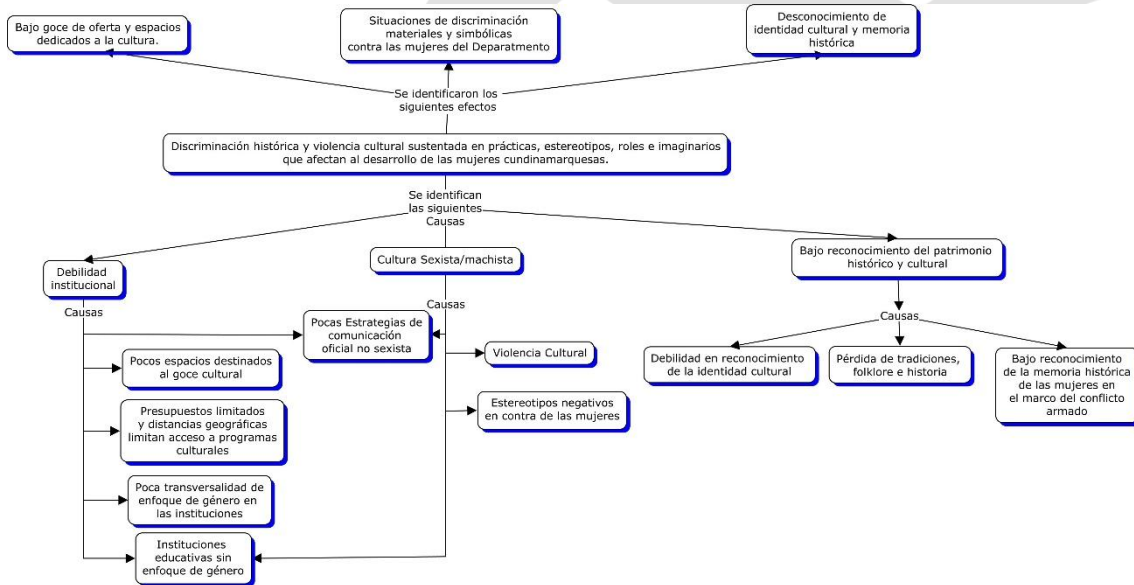 Bajo goce de oferta y espacios
dedicados a la cultura.
Situaciones de discriminación
materiales y simbólicas
contra las mujeres del Deparatmento
Desconocimiento de
identidad cultural y memoria
histórica
Se identificaron los
siguientes efectos
Discriminación histórica y violencia cultural sustentada en prácticas, estereotipos, roles e imaginarios
que afectan al desarrollo de las mujeres cundinamarquesas.
Se identifican
las siguientes
Causas
Debilidad
institucional
Causas
Cultura Sexista/machista
Causas
Bajo reconocimiento del patrimonio
histórico y cultural
Causas
Pocas Estrategias de
comunicación
oficial no sexista
Pocos espacios destinados
al goce cultural
Presupuestos limitados
y distancias geográficas
limitan acceso a programas
culturales
Poca transversalidad de
enfoque de género en
las instituciones
Instituciones
educativas sin
enfoque de género
Violencia Cultural
Estereotipos negativos
en contra de las mujeres
Debilidad en reconocimiento
de la identidad cultural
Pérdida de tradiciones,
folklore e historia
Bajo reconocimiento
de la memoria histórica
de las mujeres en
el marco del conflicto
armado